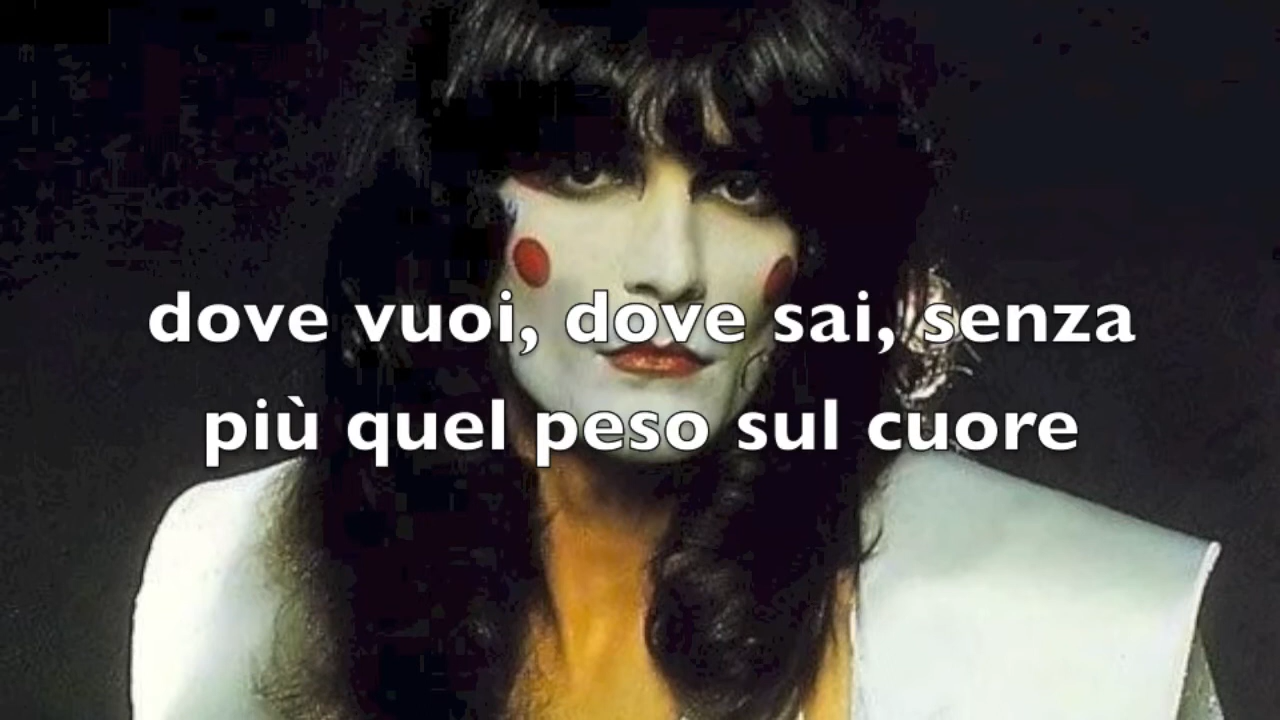 dove vuoi, dove sai, senza
più quel peso sul cuore